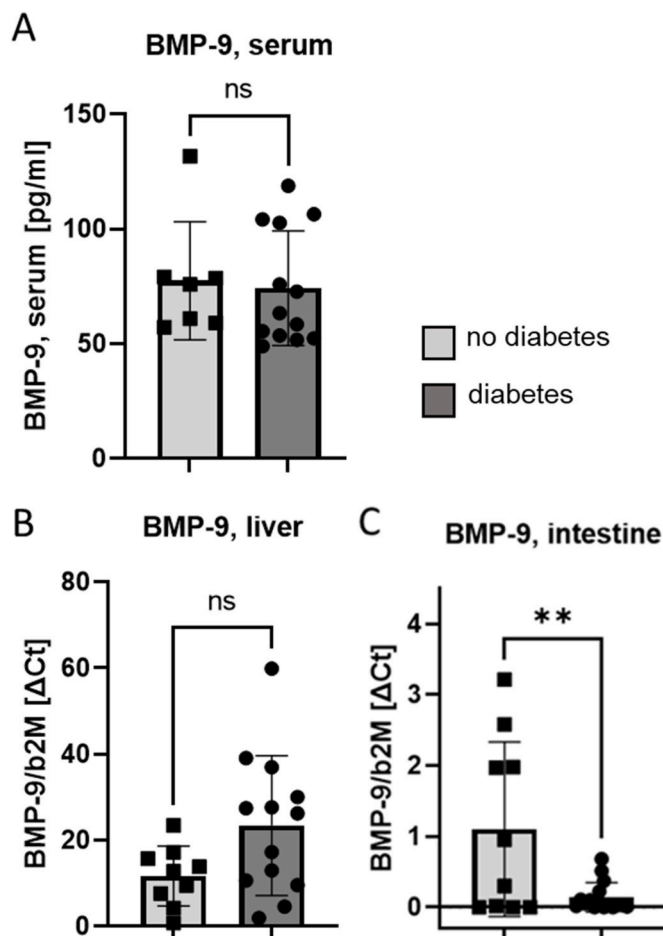 A
BMP-9, serum
ns
BMP-9, serum [pg/ml]
150
100
50
0
no diabetes
diabetes
B
BMP-9, liver
ns
BMP-9/b2M [ΔCt]
80
60
40
20
0
C
BMP-9, intestine
**
BMP-9/b2M [ΔCt]
4
3
2
1
0